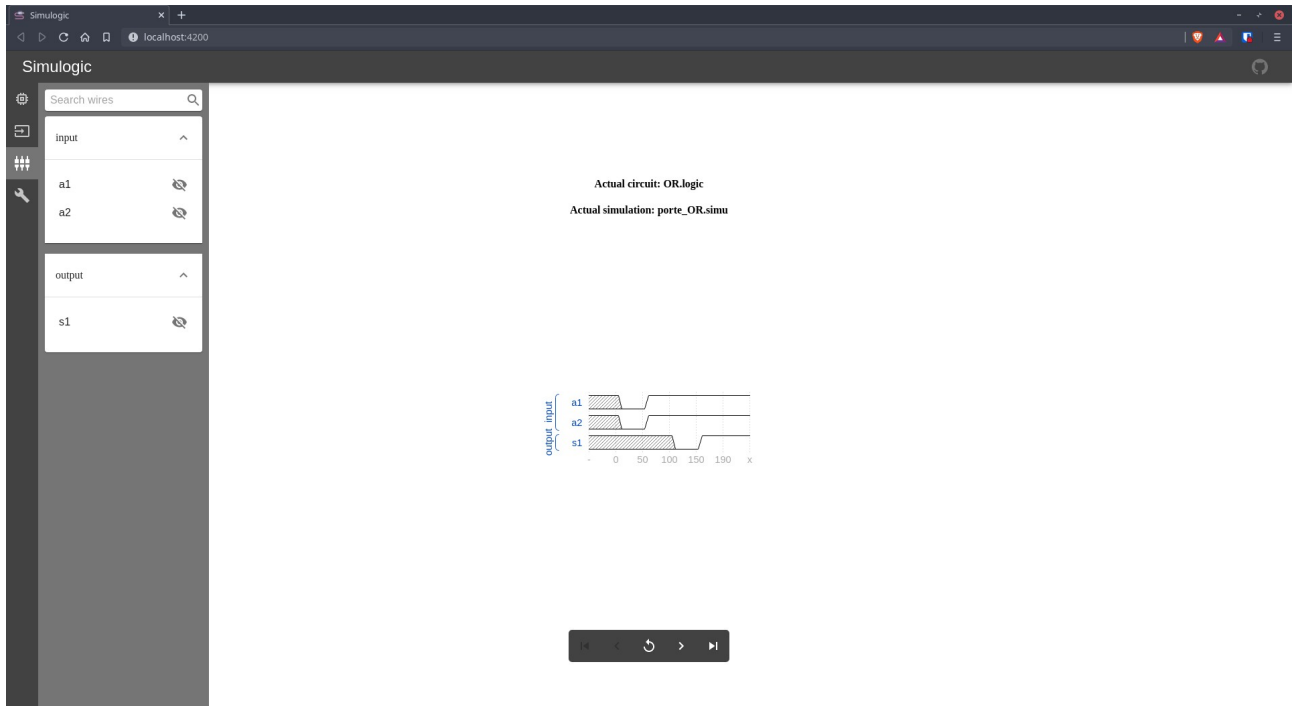 Simulogic
localhost:4200
Simulogic
Search wires
input
a1
a2
output
s1
Actual circuit: OR.logic
Actual simulation: porte_OR.simu
input
a1
a2
output
s1
- 0 50 100 150 190 x